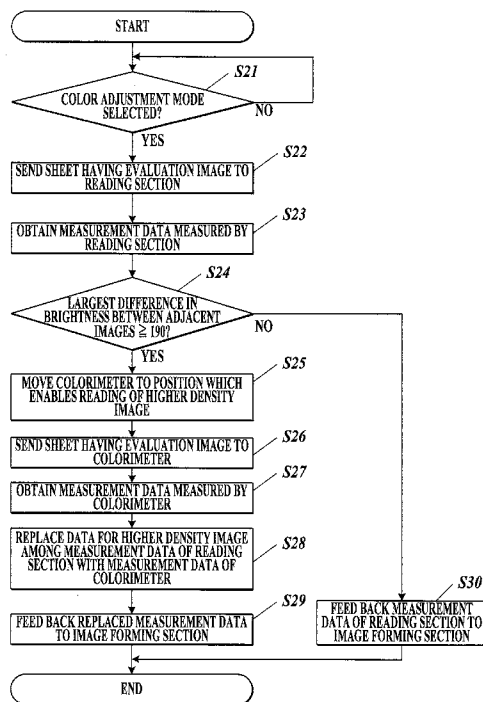 START
S21
COLOR ADJUSTMENT MODE
SELECTED?
NO
YES
S22
SEND SHEET HAVING EVALUATION IMAGE TO
READING SECTION
S23
OBTAIN MEASUREMENT DATA MEASURED BY
READING SECTION
S24
LARGEST DIFFERENCE IN
BRIGHTNESS BETWEEN ADJACENT
IMAGES ≧ 190?
NO
YES
S25
MOVE COLORIMETER TO POSITION WHICH
ENABLES READING OF HIGHER DENSITY
IMAGE
S26
SEND SHEET HAVING EVALUATION IMAGE TO
COLORIMETER
S27
OBTAIN MEASUREMENT DATA MEASURED BY
COLORIMETER
S28
REPLACE DATA FOR HIGHER DENSITY IMAGE
AMONG MEASUREMENT DATA OF READING
SECTION WITH MEASUREMENT DATA OF
COLORIMETER
S29
FEED BACK REPLACED MEASUREMENT DATA
TO IMAGE FORMING SECTION
S30
FEED BACK MEASUREMENT
DATA OF READING SECTION TO
IMAGE FORMING SECTION
END